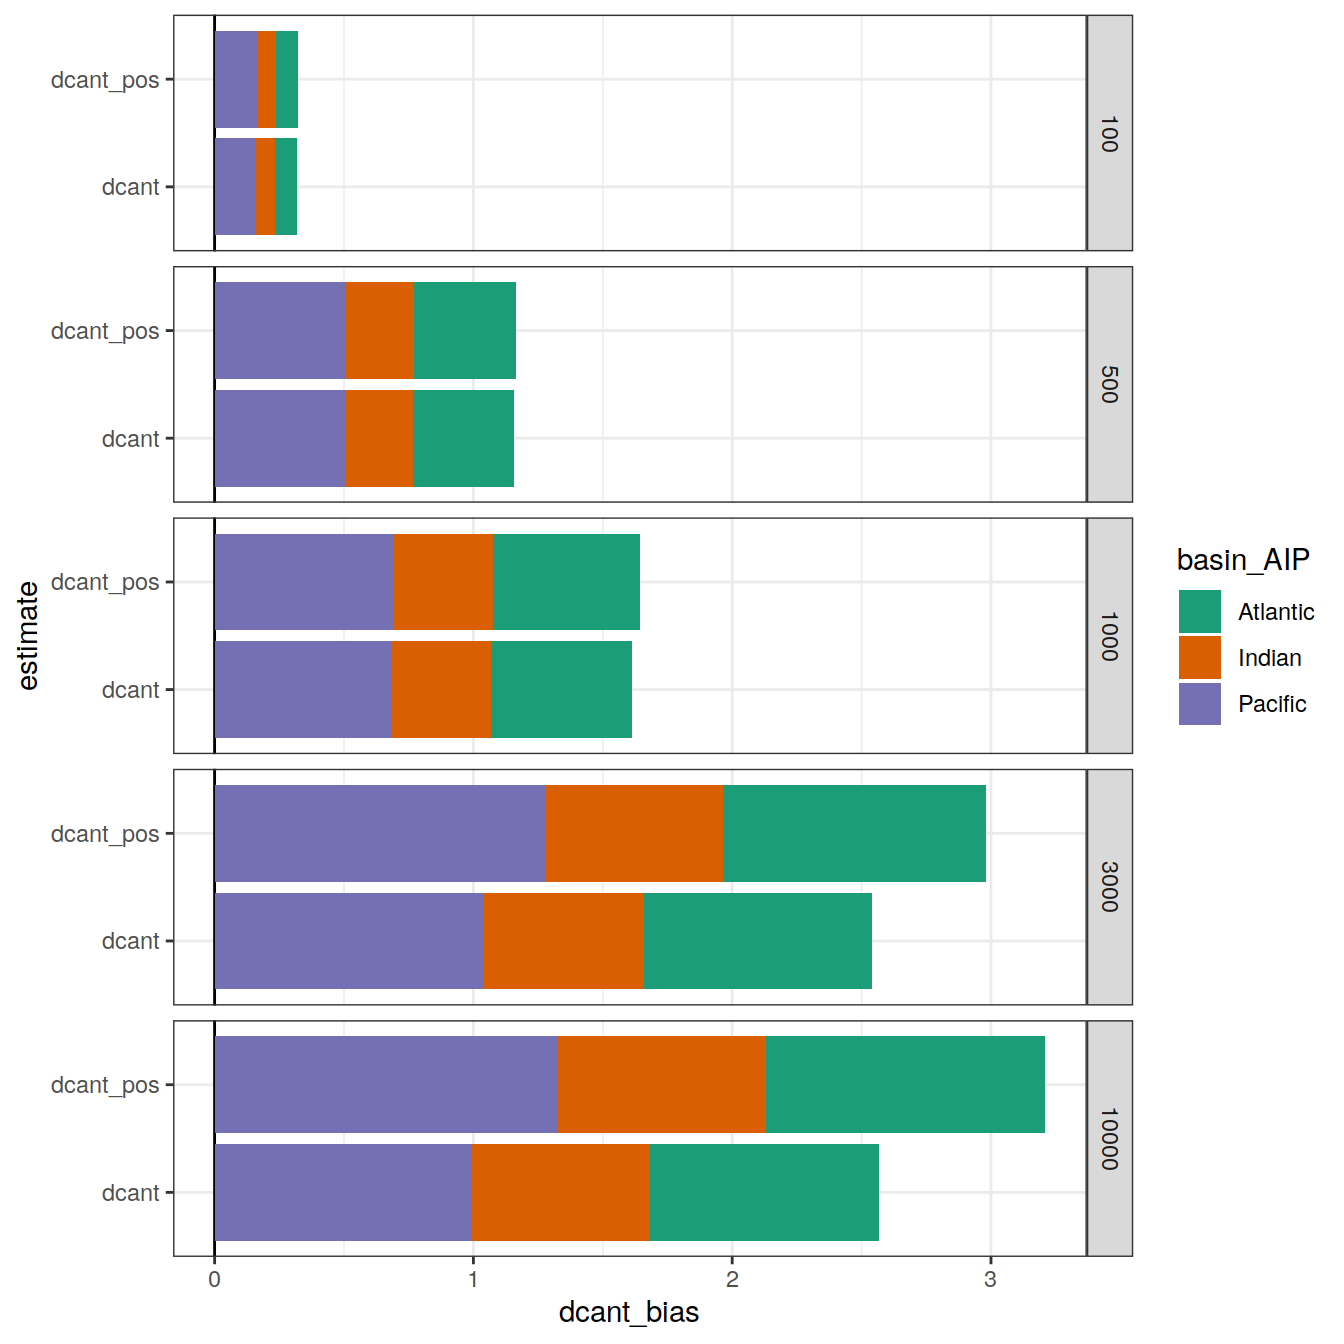 dcant_pos
dcant
100
dcant_pos
dcant
500
dcant_pos
dcant
1000
dcant_pos
dcant
3000
dcant_pos
dcant
10000
estimate
0 1 2 3
dcant_bias
basin_AIP
Atlantic
Indian
Pacific